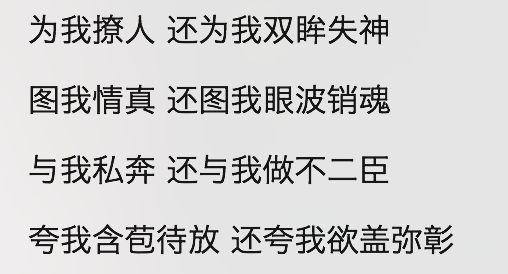 为我撩人 还为我双眸失神
图我情真 还图我眼波销魂
与我私奔 还与我做不二臣
夸我含苞待放 还夸我欲盖弥彰